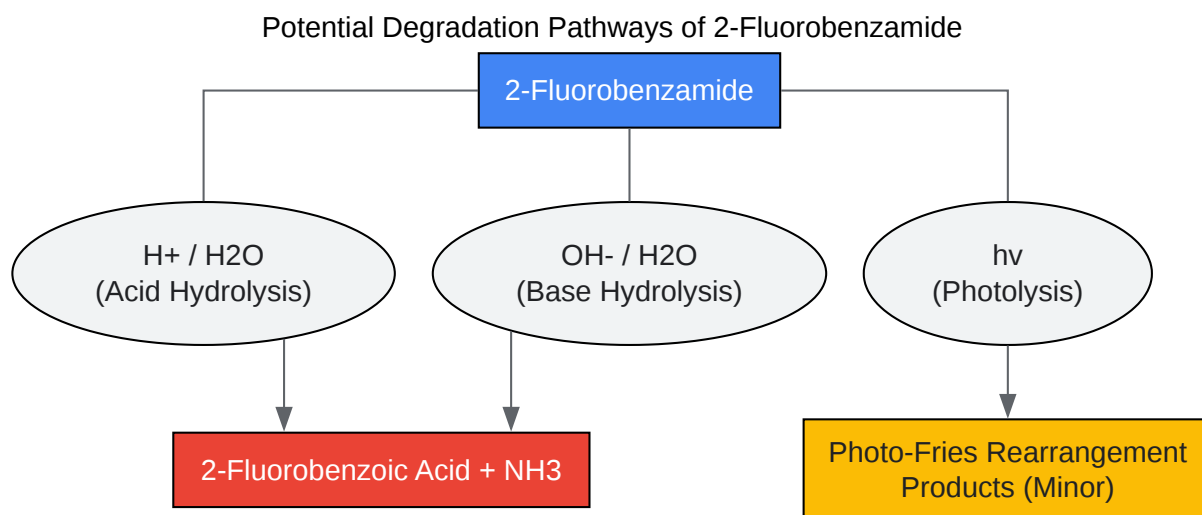 Potential Degradation Pathways of 2-Fluorobenzamide
2-Fluorobenzamide
H+ / H2O
(Acid Hydrolysis)
OH- / H2O
(Base Hydrolysis)
hv
(Photolysis)
2-Fluorobenzoic Acid + NH3
Photo-Fries Rearrangement
Products (Minor)